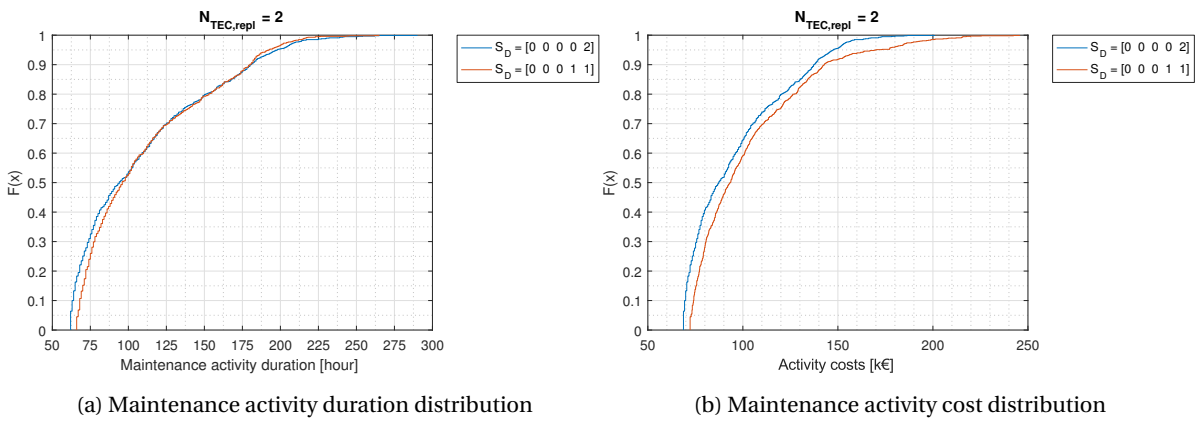 N_TEC,repl = 2
1
0.9
0.8
0.7
0.6
0.5
0.4
0.3
0.2
0.1
0
F(x)
50 75 100 125 150 175 200 225 250 275 300
Maintenance activity duration [hour]
S_D = [0 0 0 0 2]
S_D = [0 0 0 1 1]
(a) Maintenance activity duration distribution
N_TEC,repl = 2
1
0.9
0.8
0.7
0.6
0.5
0.4
0.3
0.2
0.1
0
F(x)
50 100 150 200 250
Activity costs [k€]
S_D = [0 0 0 0 2]
S_D = [0 0 0 1 1]
(b) Maintenance activity cost distribution